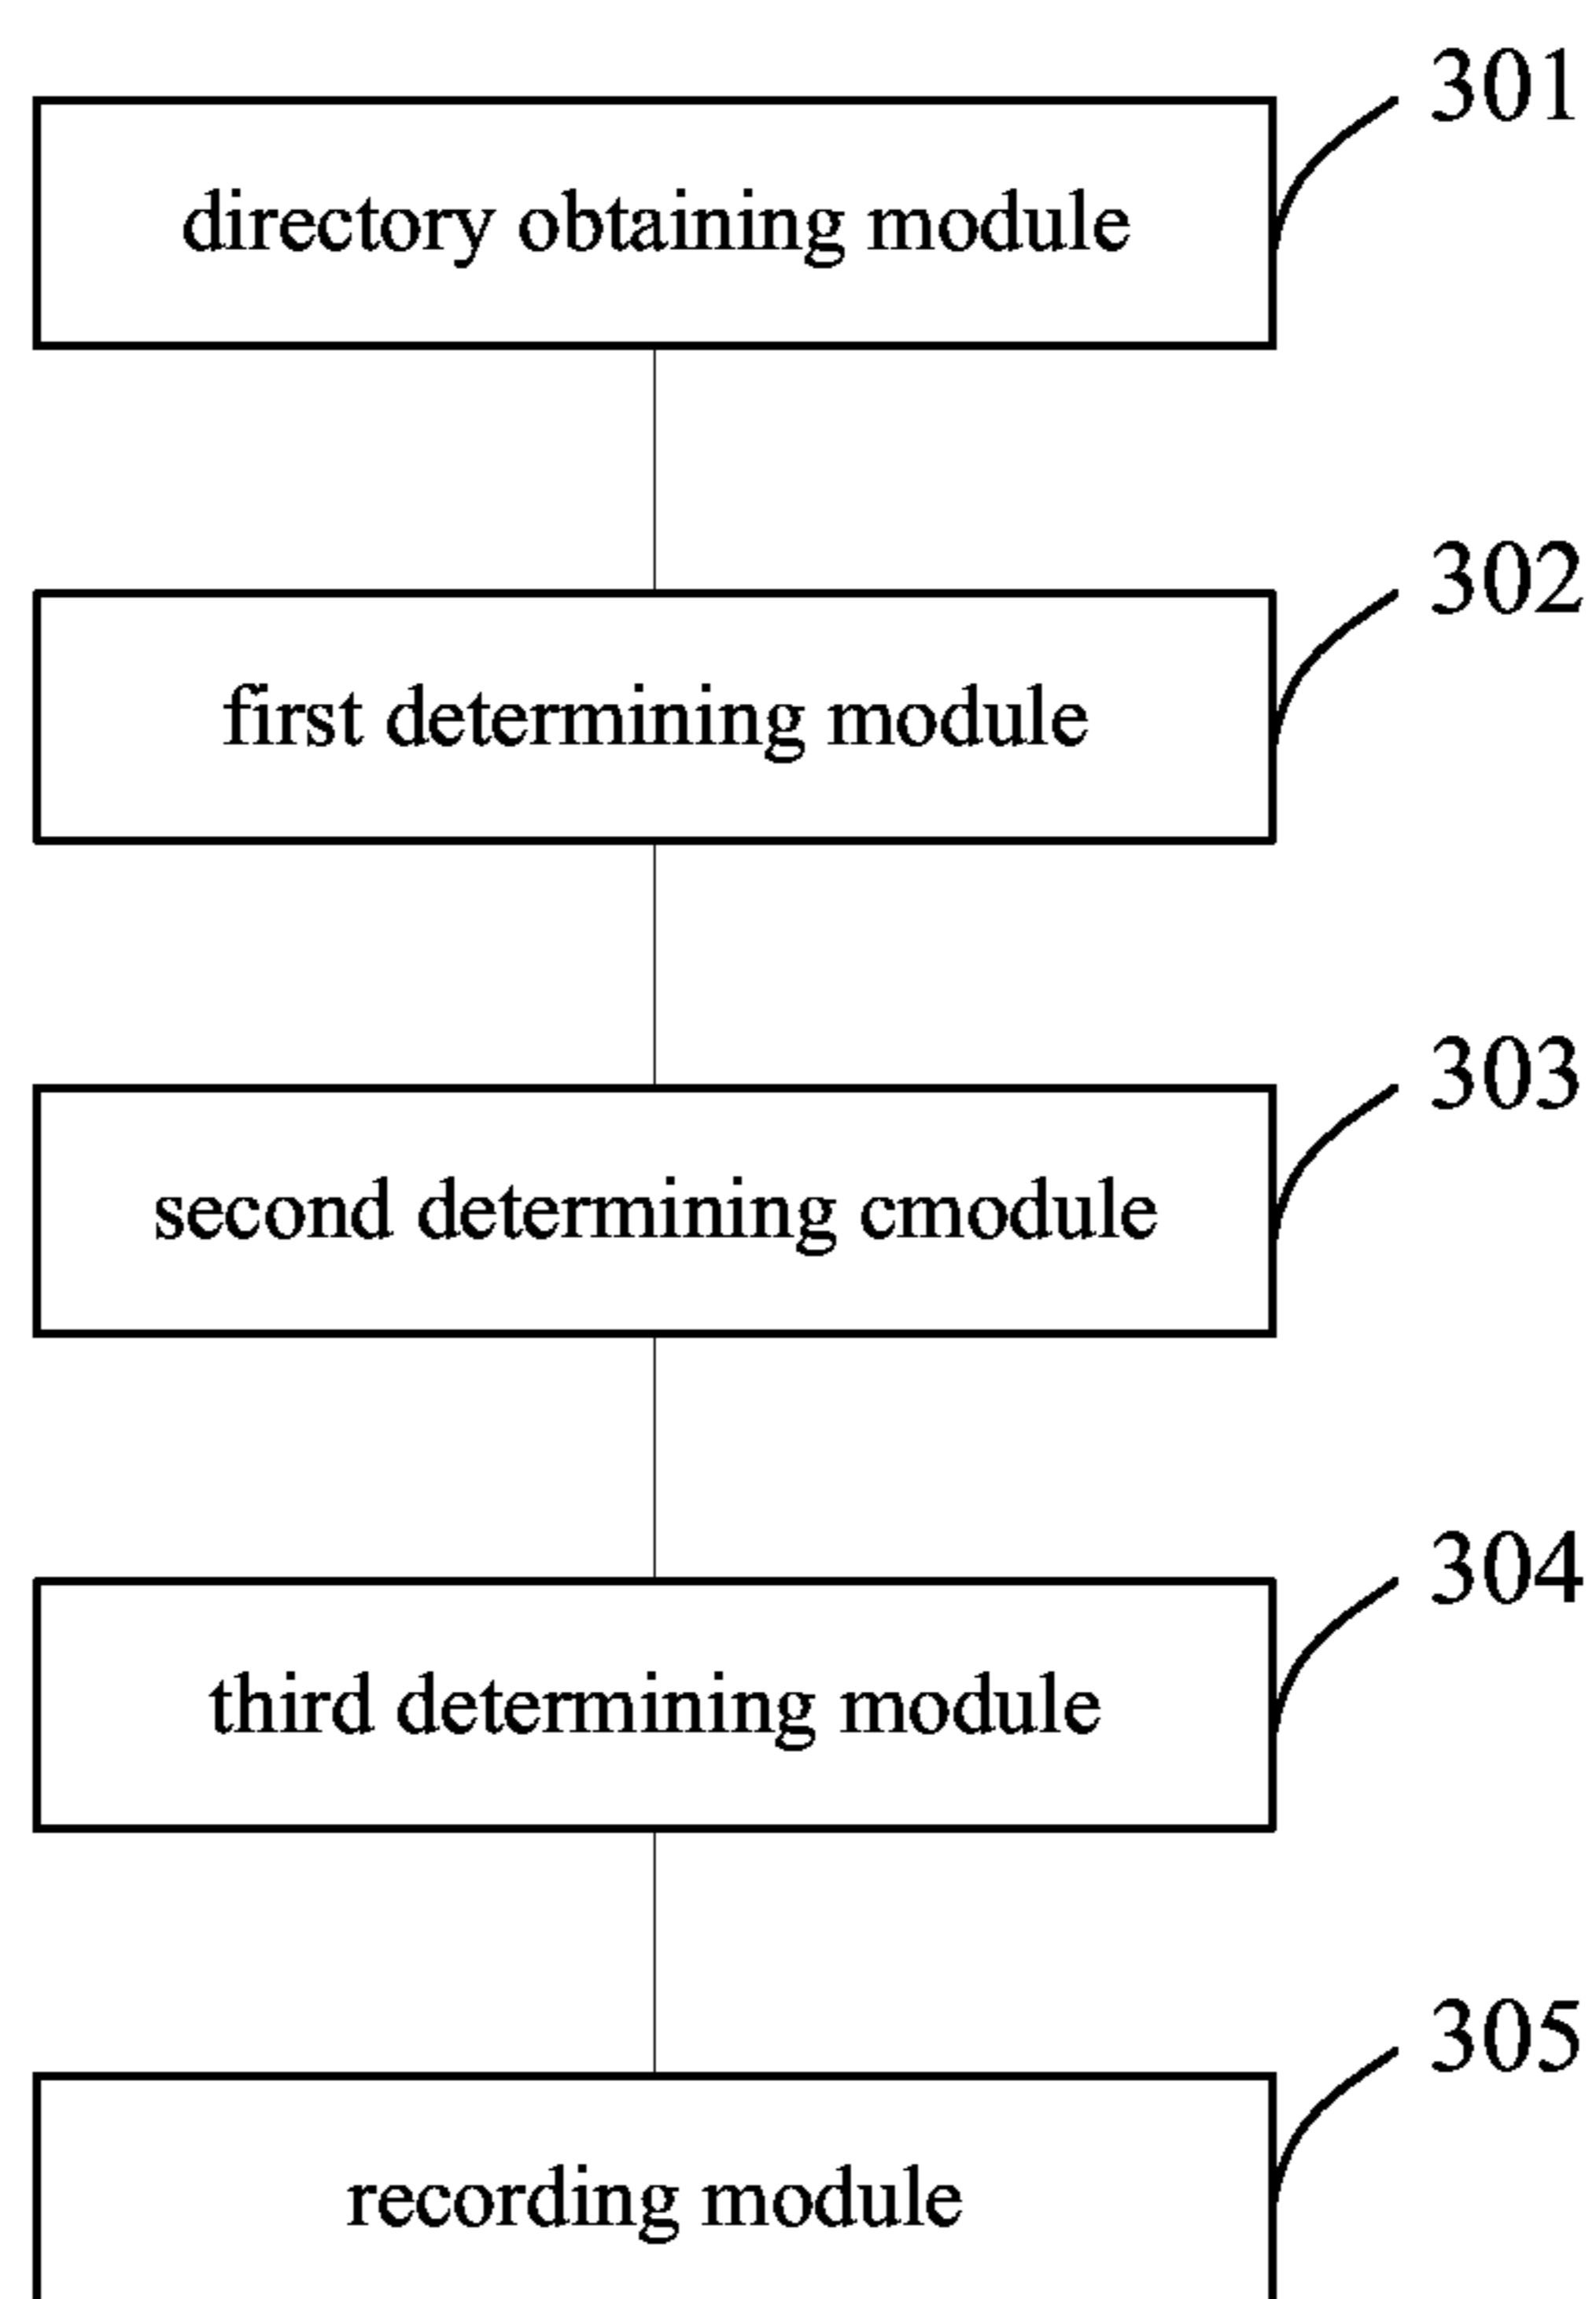 301
directory obtaining module
302
first determining module
303
second determining cmodule
304
third determining module
305
recording module